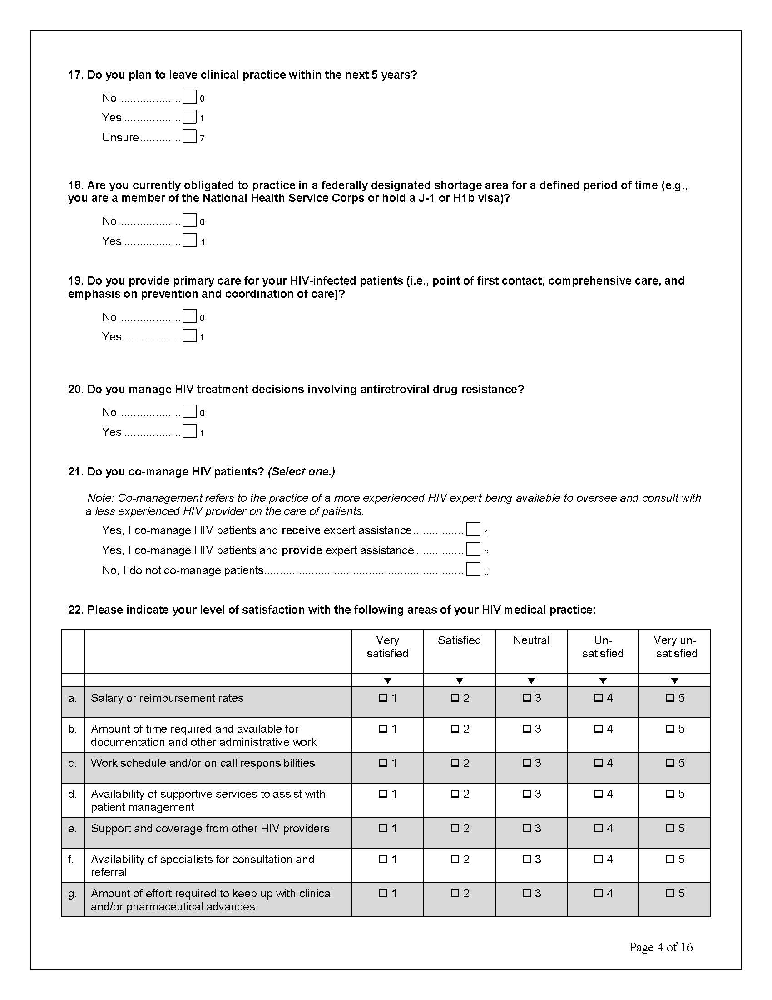 17. Do you plan to leave clinical practice within the next 5 years?
No.................... ☐ 0
Yes .................. ☐ 1
Unsure............. ☐ 7
18. Are you currently obligated to practice in a federally designated shortage area for a defined period of time (e.g.,
you are a member of the National Health Service Corps or hold a J-1 or H1b visa)?
No.................... ☐ 0
Yes .................. ☐ 1
19. Do you provide primary care for your HIV-infected patients (i.e., point of first contact, comprehensive care, and
emphasis on prevention and coordination of care)?
No.................... ☐ 0
Yes .................. ☐ 1
20. Do you manage HIV treatment decisions involving antiretroviral drug resistance?
No.................... ☐ 0
Yes .................. ☐ 1
21. Do you co-manage HIV patients? (Select one.)
Note: Co-management refers to the practice of a more experienced HIV expert being available to oversee and consult with
a less experienced HIV provider on the care of patients.
Yes, I co-manage HIV patients and receive expert assistance................ ☐ 1
Yes, I co-manage HIV patients and provide expert assistance ............... ☐ 2
No, I do not co-manage patients............................................................... ☐ 0
22. Please indicate your level of satisfaction with the following areas of your HIV medical practice:
Very Satisfied Neutral Un- Very un-
satisfied satisfied satisfied
▼ ▼ ▼ ▼ ▼
a. Salary or reimbursement rates ☐ 1 ☐ 2 ☐ 3 ☐ 4 ☐ 5
b. Amount of time required and available for ☐ 1 ☐ 2 ☐ 3 ☐ 4 ☐ 5
documentation and other administrative work
c. Work schedule and/or on call responsibilities ☐ 1 ☐ 2 ☐ 3 ☐ 4 ☐ 5
d. Availability of supportive services to assist with ☐ 1 ☐ 2 ☐ 3 ☐ 4 ☐ 5
patient management
e. Support and coverage from other HIV providers ☐ 1 ☐ 2 ☐ 3 ☐ 4 ☐ 5
f. Availability of specialists for consultation and ☐ 1 ☐ 2 ☐ 3 ☐ 4 ☐ 5
referral
g. Amount of effort required to keep up with clinical ☐ 1 ☐ 2 ☐ 3 ☐ 4 ☐ 5
and/or pharmaceutical advances
Page 4 of 16